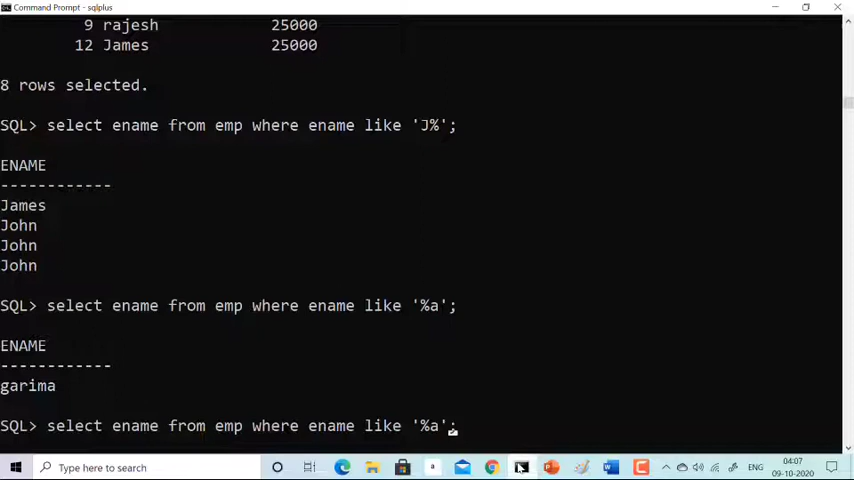 Command Prompt - sqlplus
9 rajesh 25000
12 James 25000
8 rows selected.
SQL> select ename from emp where ename like 'J%';
ENAME
------------
James
John
John
John
SQL> select ename from emp where ename like '%a';
ENAME
------------
garima
SQL> select ename from emp where ename like '%a';
Type here to search
a
ENG
04:07
09-10-2020